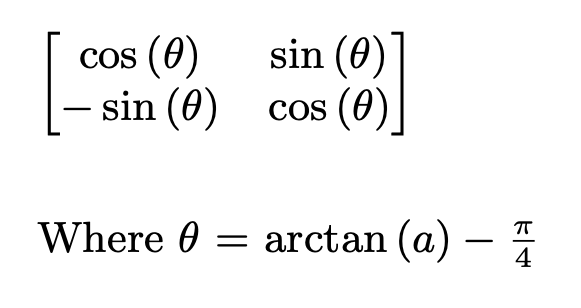 [ cos (θ) sin (θ)
− sin (θ) cos (θ) ]
Where θ = arctan (a) − π/4